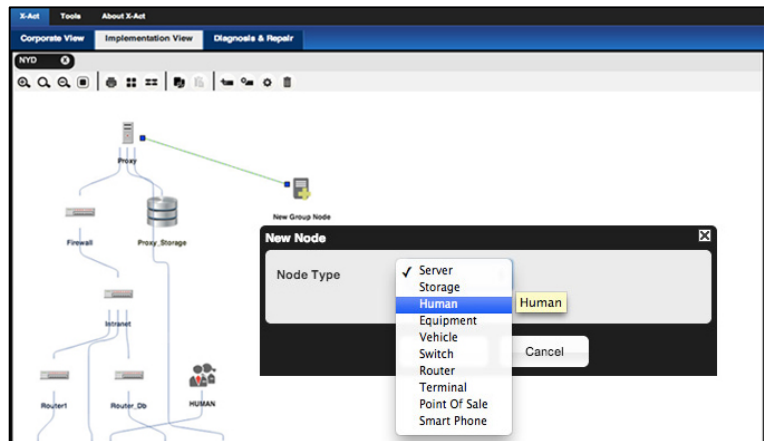 X-Act Tools About X-Act
Corporate View Implementation View Diagnosis & Repair
NYD
Proxy
New Group Node
Firewall
Proxy_Storage
New Node
Node Type
✓ Server
Storage
Human
Human
Equipment
Vehicle
Switch
Router
Terminal
Point Of Sale
Smart Phone
Cancel
Intranet
Router1
Router_Db
HUMAN